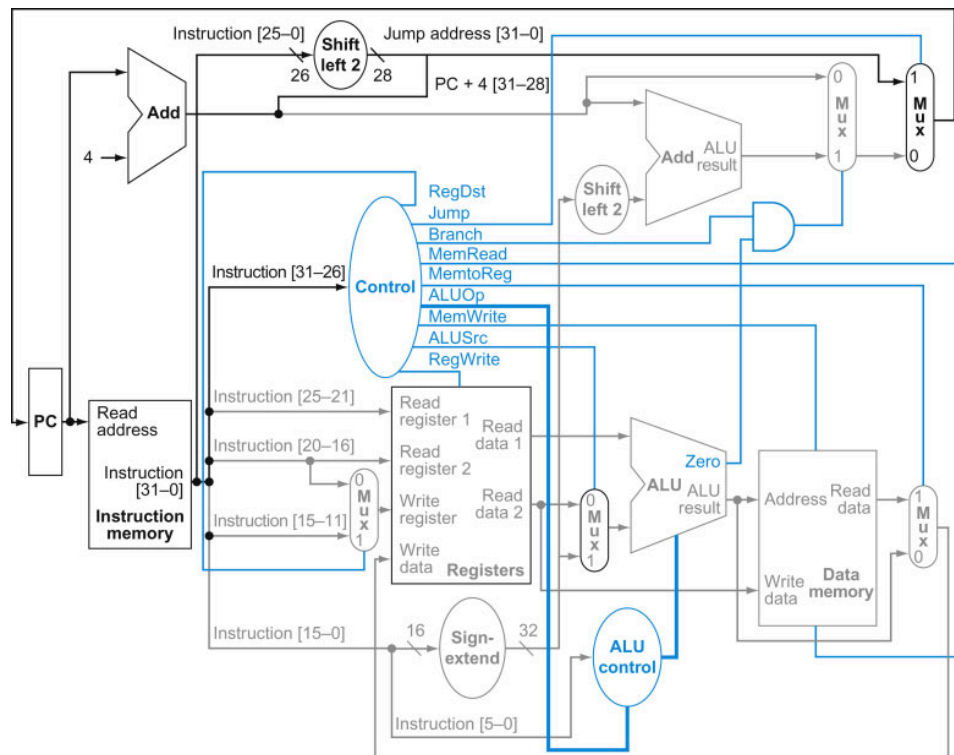 Instruction [25–0]
Shift
left 2
Jump address [31–0]
26
28
PC + 4 [31–28]
Add
4
0
M
u
x
1
1
M
u
x
0
Add
ALU
result
Shift
left 2
RegDst
Jump
Branch
MemRead
MemtoReg
ALUOp
MemWrite
ALUSrc
RegWrite
Instruction [31–26]
Control
PC
Read
address
Instruction
[31–0]
Instruction
memory
Instruction [25–21]
Instruction [20–16]
Instruction [15–11]
0
M
u
x
1
Read
register 1
Read
register 2
Write
register
Write
data
Read
data 1
Read
data 2
Registers
0
M
u
x
1
Zero
ALU
ALU
result
Address
Read
data
Write
data
Data
memory
1
M
u
x
0
Instruction [15–0]
16
Sign-
extend
32
ALU
control
Instruction [5–0]